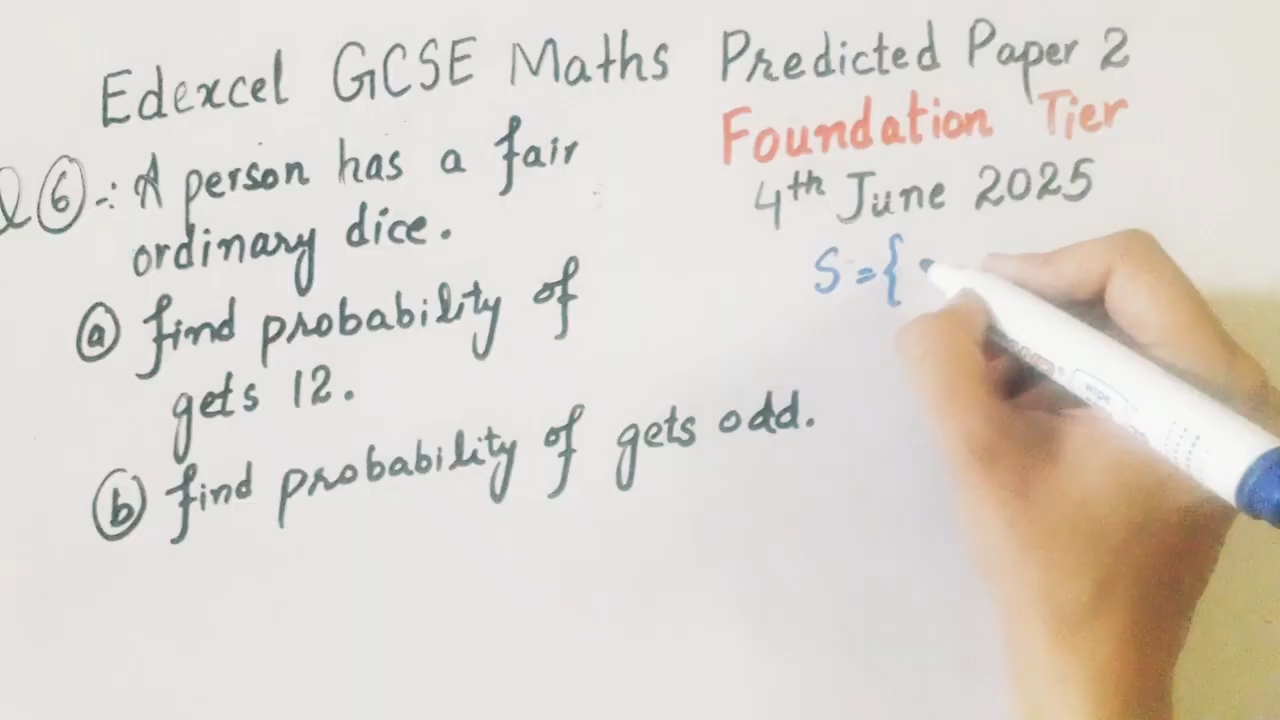 Edexcel GCSE Maths Predicted Paper 2
Foundation Tier
4th June 2025
Q 6 :- A person has a fair
ordinary dice.
a find probability of
gets 12.
b find probability of gets odd.
S = {